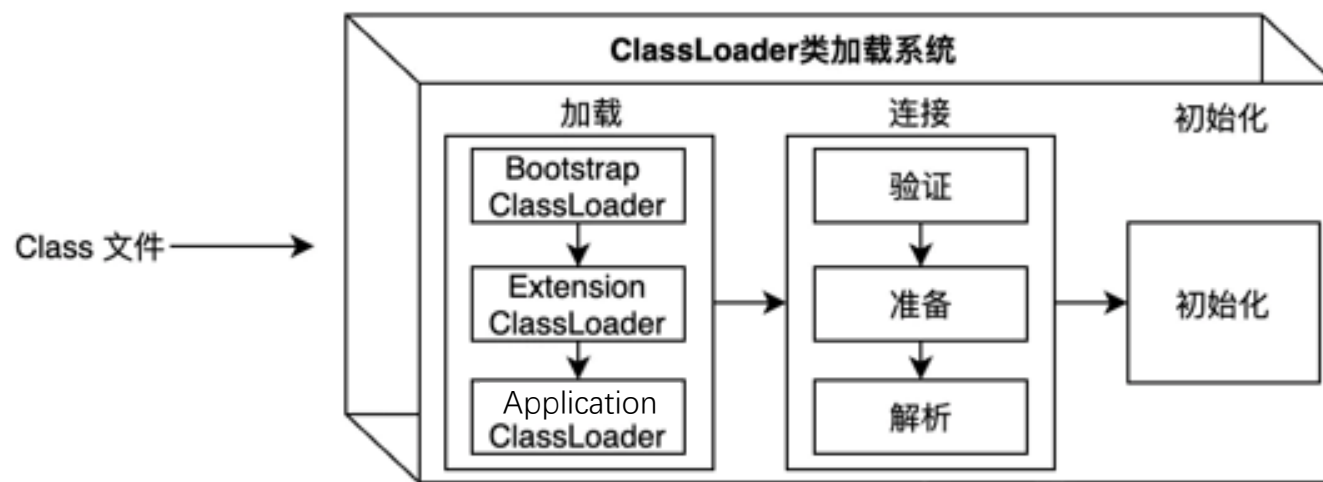 ClassLoader类加载系统
加载
连接
初始化
Bootstrap
ClassLoader
验证
Class 文件
Extension
ClassLoader
准备
初始化
Application
ClassLoader
解析